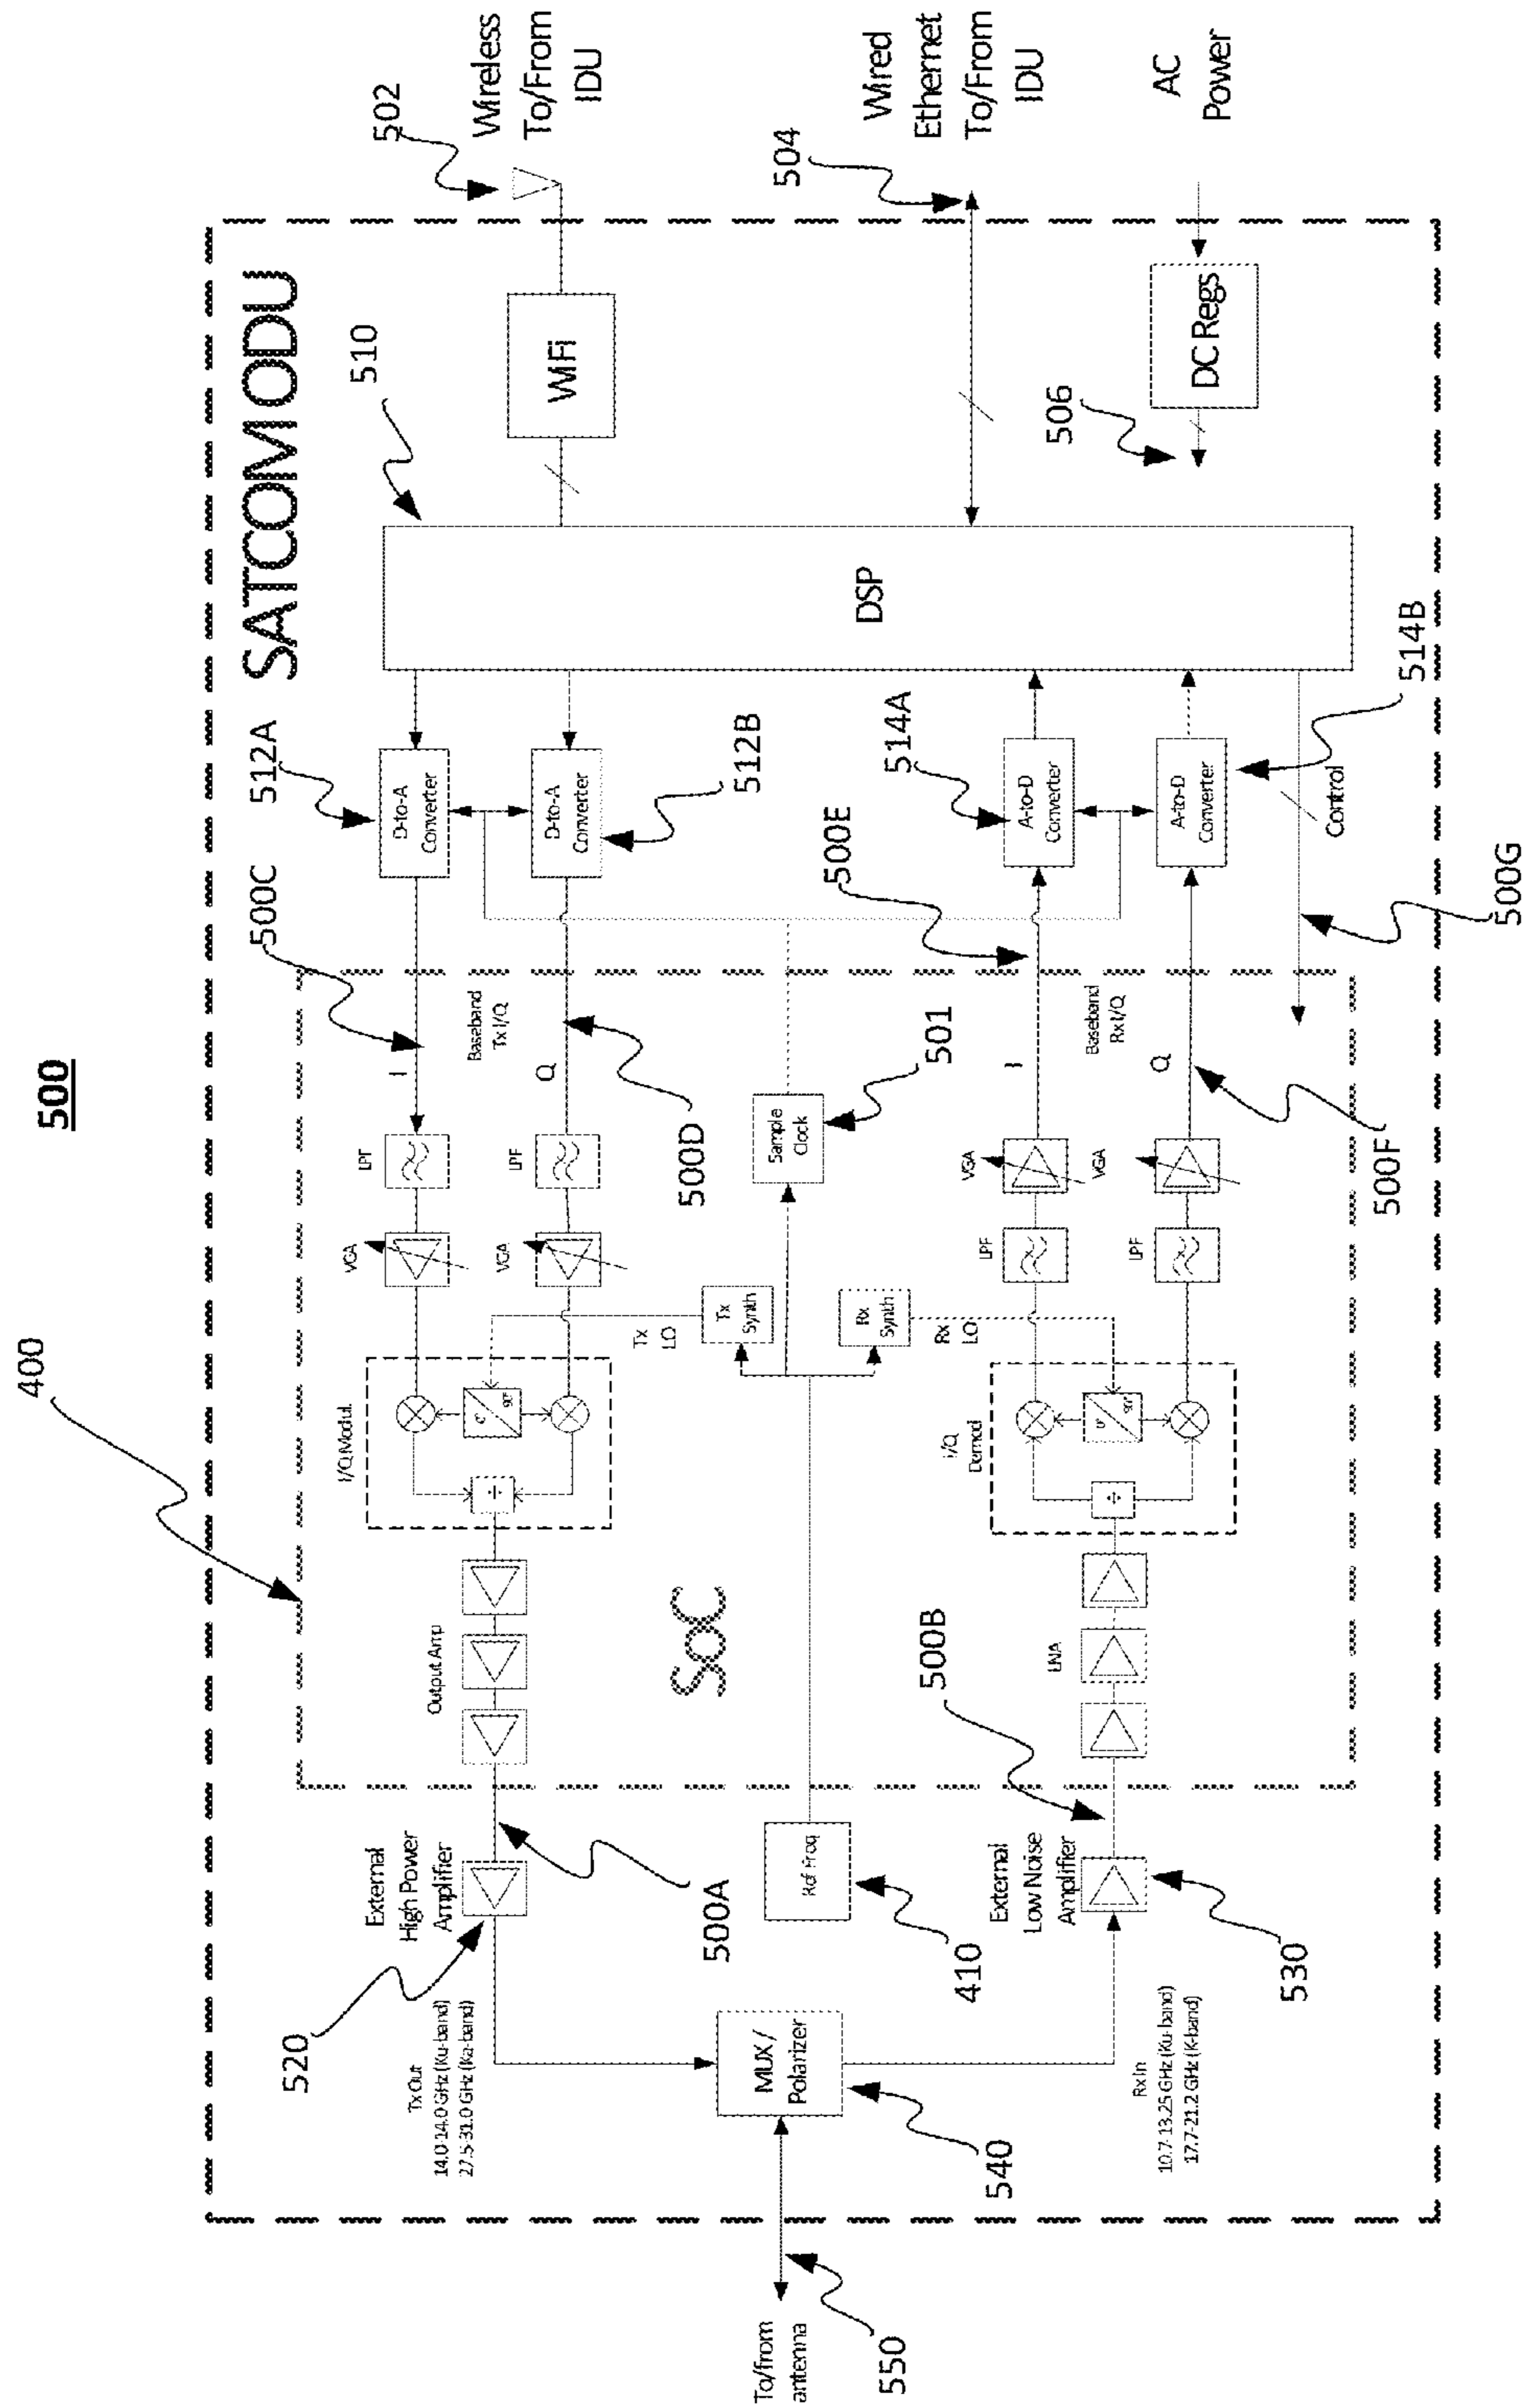 500
SATCOM ODU
400
500C
512A
510
502
Wireless
To/From
IDU
WiFi
520
External
High Power
Amplifier
Tx Out
14.0-14.0 GHz (Ku-band)
27.5-31.0 GHz (Ka-band)
500A
Output Amp
I/Q Modul.
0°
90°
÷
VGA
LPF
I
Baseband
Tx I/Q
VGA
LPF
Q
500D
D-to-A
Converter
D-to-A
Converter
512B
DSP
504
Wired
Ethernet
To/From
IDU
To/from
antenna
550
MUX /
Polarizer
540
Ref Freq
410
SoC
Tx
LO
Tx
Synth
Sample
Clock
501
Rx
Synth
Rx
LO
External
Low Noise
Amplifier
530
Rx In
10.7-13.25 GHz (Ku-band)
17.7-21.2 GHz (K-band)
500B
LNA
I/Q
Demod
0°
90°
÷
LPF
VGA
I
Baseband
Rx I/Q
LPF
VGA
Q
500E
500F
514A
A-to-D
Converter
A-to-D
Converter
514B
Control
500G
506
DC Regs
AC
Power